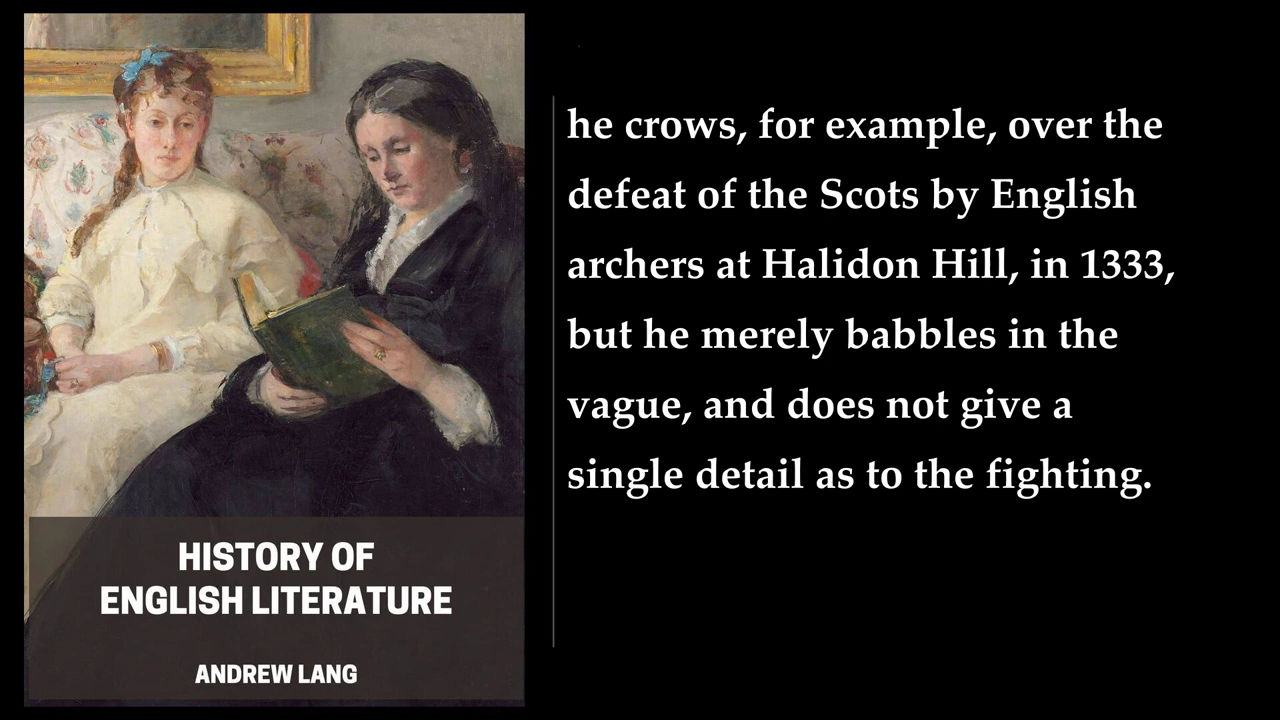 he crows, for example, over the
defeat of the Scots by English
archers at Halidon Hill, in 1333,
but he merely babbles in the
vague, and does not give a
single detail as to the fighting.
HISTORY OF
ENGLISH LITERATURE
ANDREW LANG